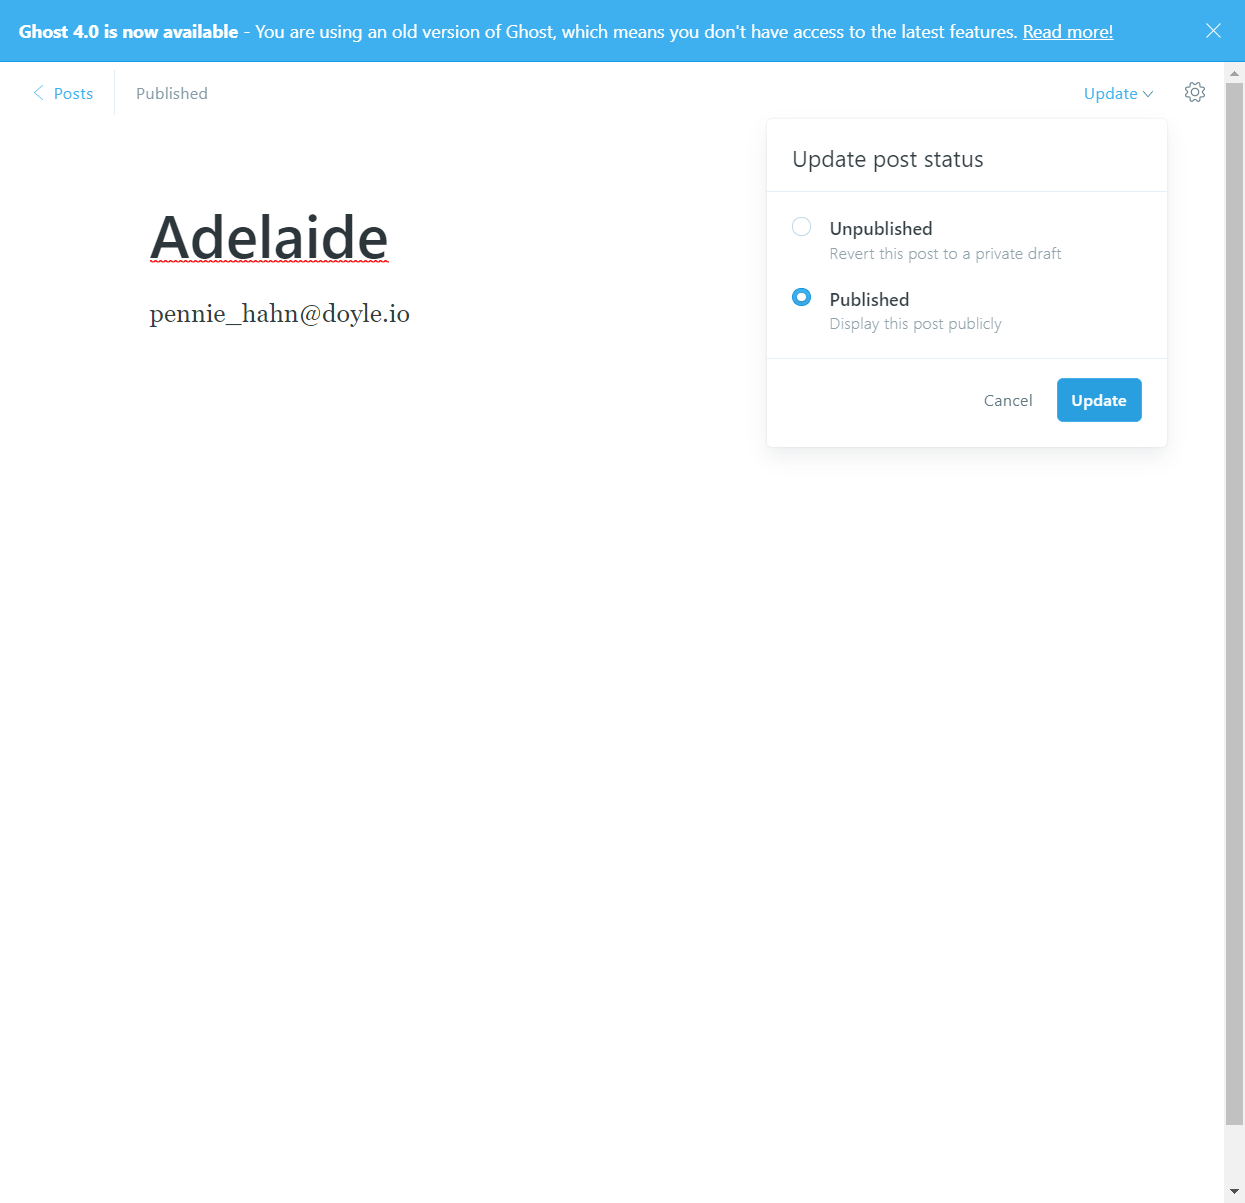 Ghost 4.0 is now available - You are using an old version of Ghost, which means you don't have access to the latest features. Read more!
Posts
Published
Update
Update post status
Adelaide
pennie_hahn@doyle.io
Unpublished
Revert this post to a private draft
Published
Display this post publicly
Cancel
Update